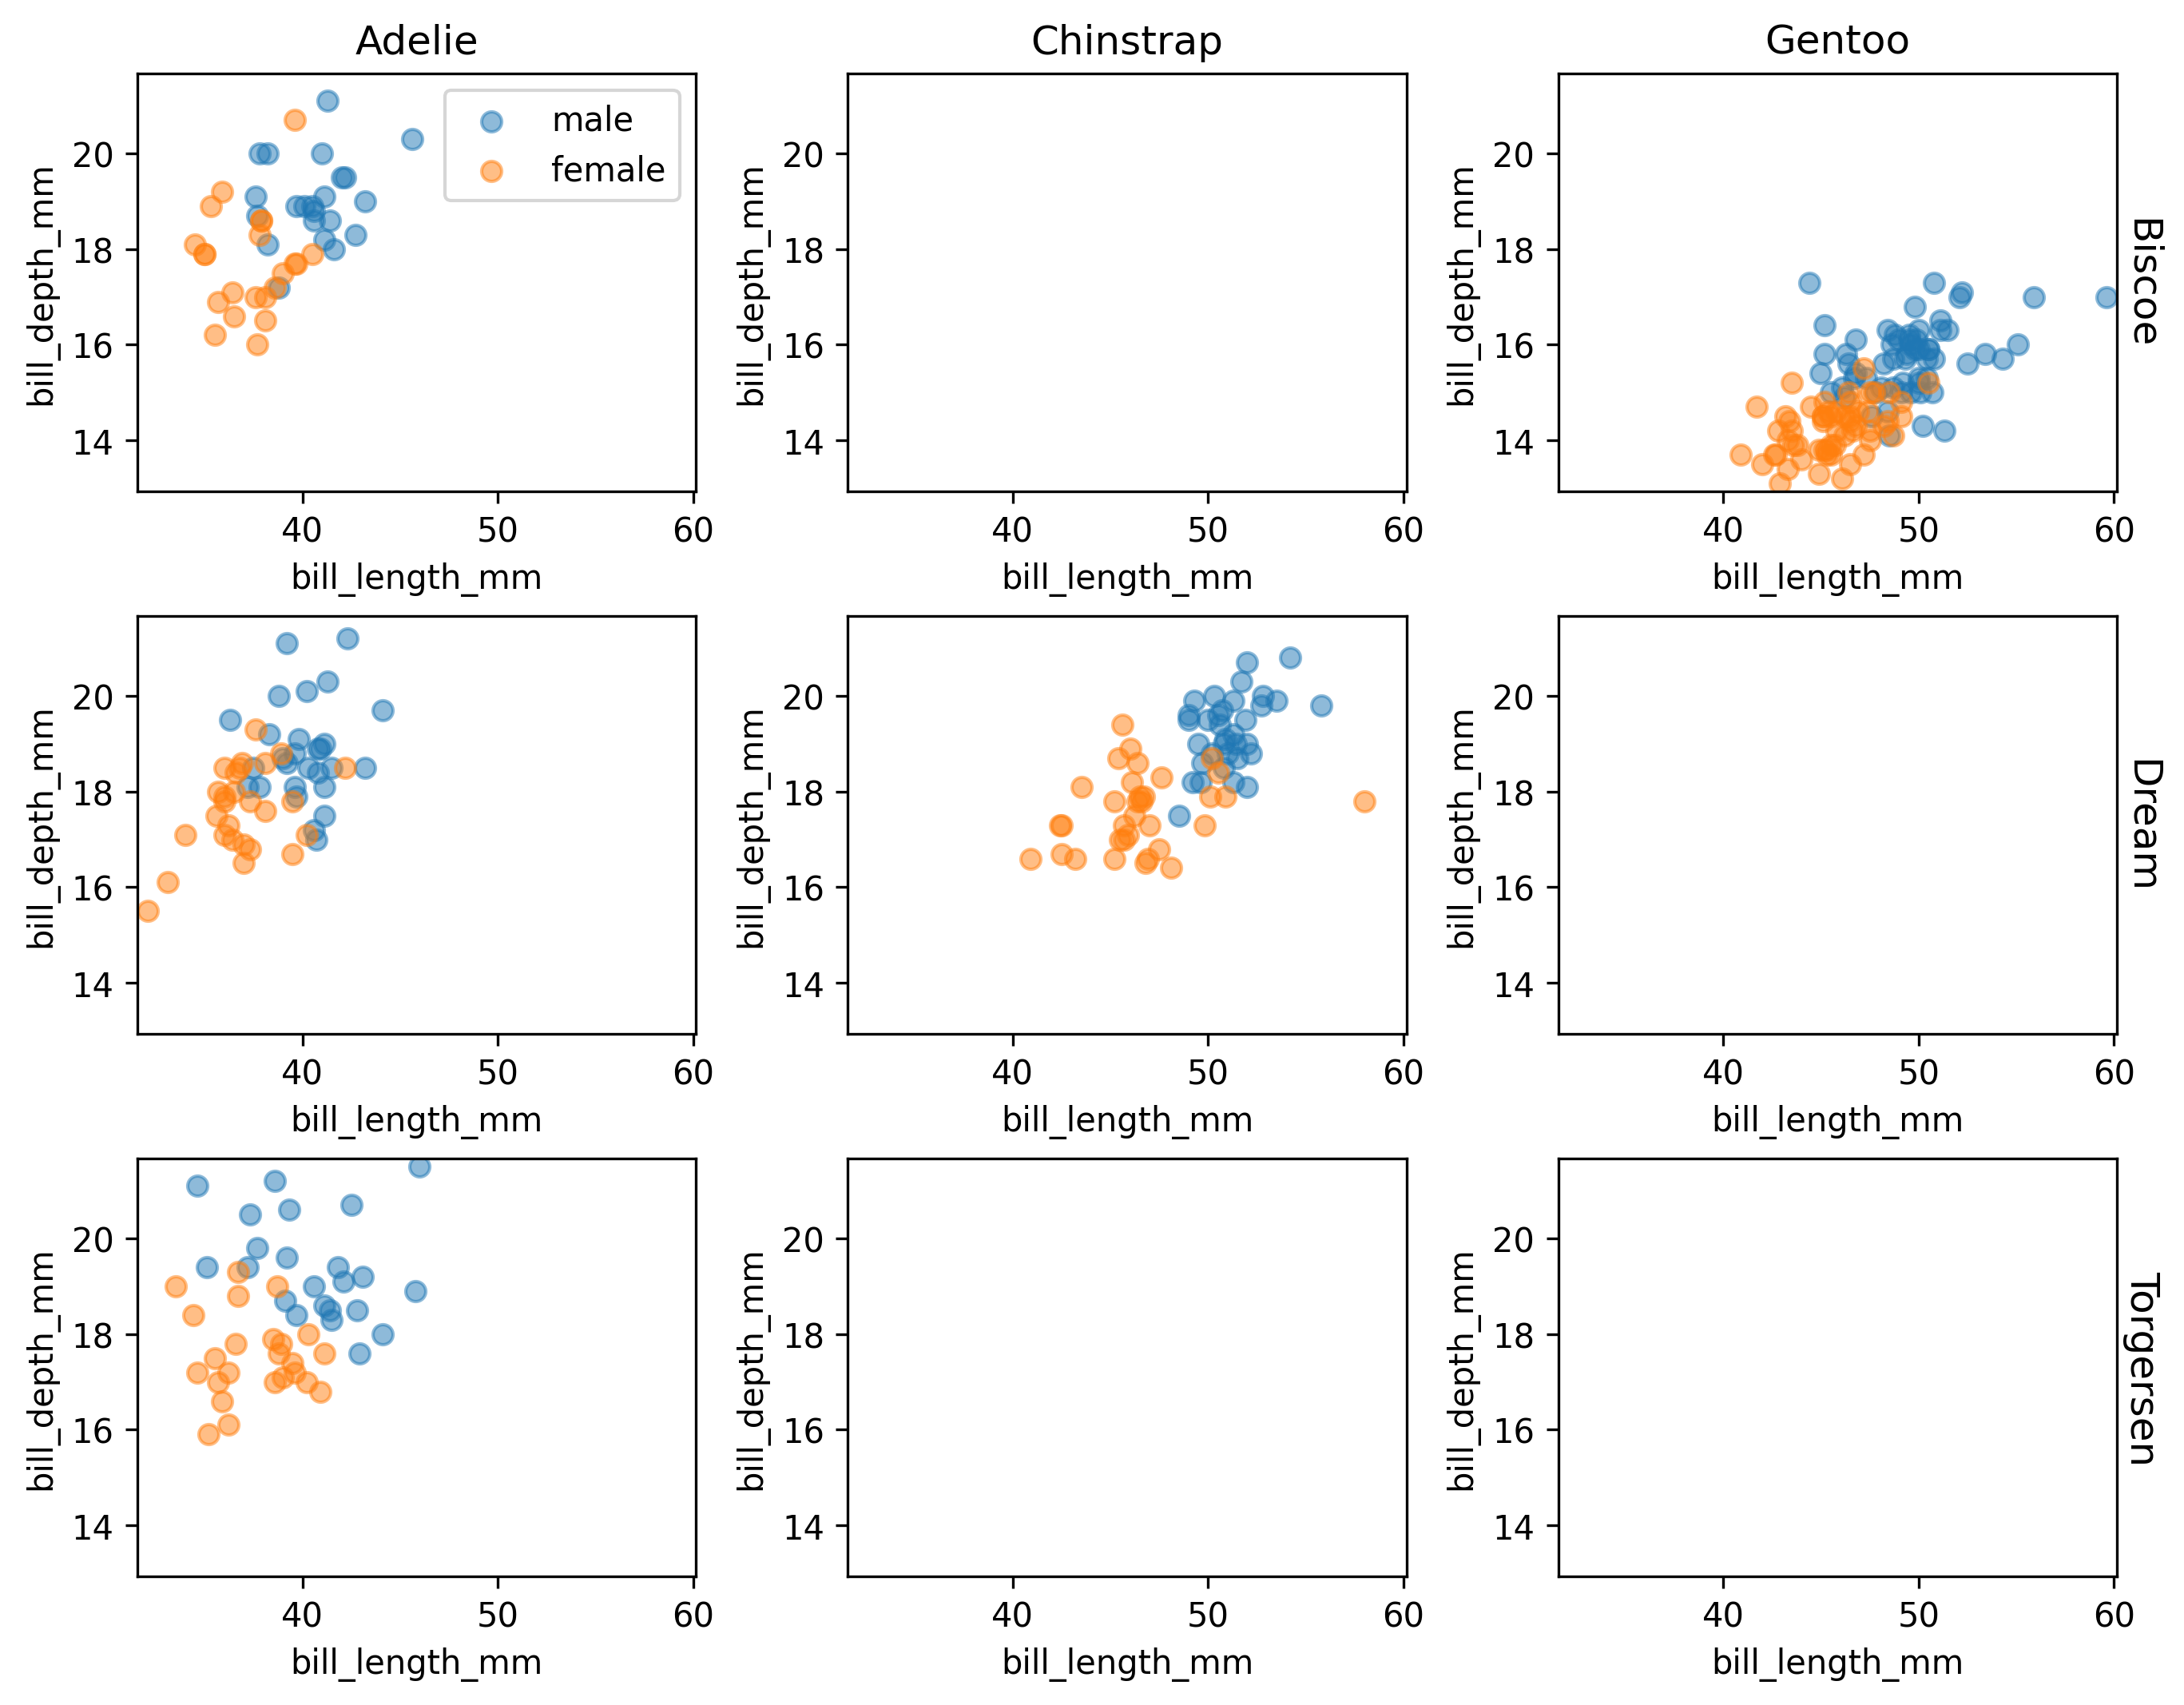 Adelie
Chinstrap
Gentoo
male
female
20
18
16
14
bill_depth_mm
40
50
60
bill_length_mm
20
18
16
14
bill_depth_mm
40
50
60
bill_length_mm
20
18
16
14
bill_depth_mm
40
50
60
bill_length_mm
Biscoe
20
18
16
14
bill_depth_mm
40
50
60
bill_length_mm
20
18
16
14
bill_depth_mm
40
50
60
bill_length_mm
20
18
16
14
bill_depth_mm
40
50
60
bill_length_mm
Dream
20
18
16
14
bill_depth_mm
40
50
60
bill_length_mm
20
18
16
14
bill_depth_mm
40
50
60
bill_length_mm
20
18
16
14
bill_depth_mm
40
50
60
bill_length_mm
Torgersen